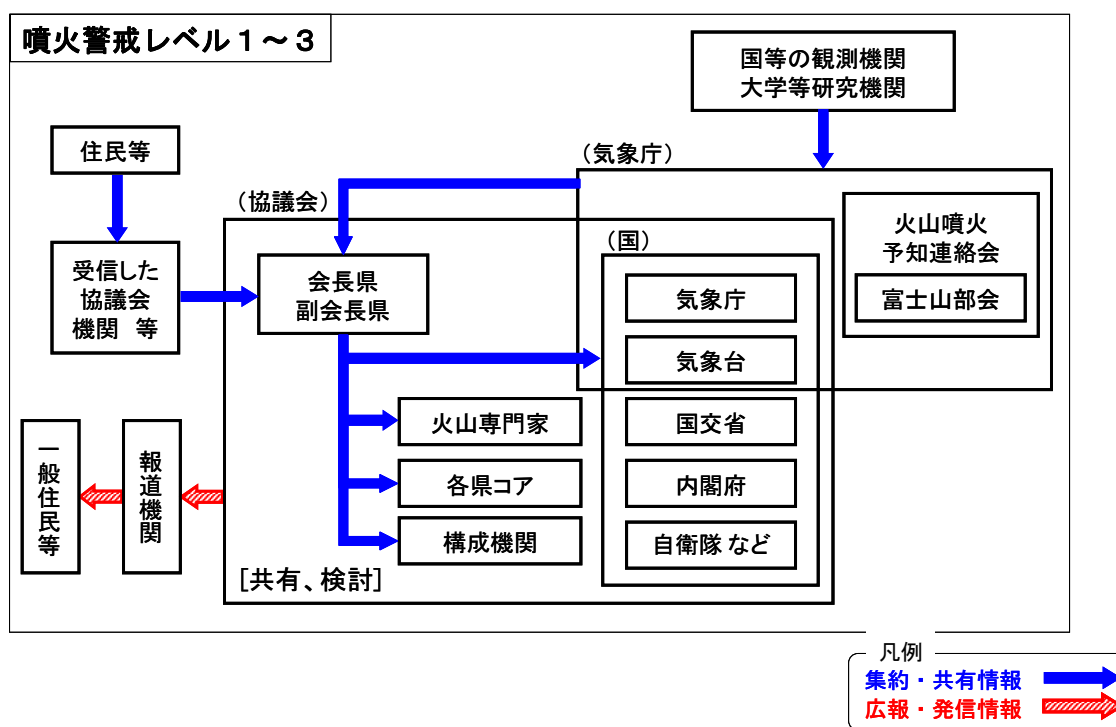 噴火警戒レベル１～３
国等の観測機関
大学等研究機関
住民等
（気象庁）
（協議会）
火山噴火
予知連絡会
富士山部会
（国）
受信した
協議会
機関　等
会長県
副会長県
気象庁
気象台
火山専門家
国交省
一般住民等
報道機関
各県コア
内閣府
構成機関
自衛隊 など
［共有、検討］
凡例
集約・共有情報
広報・発信情報